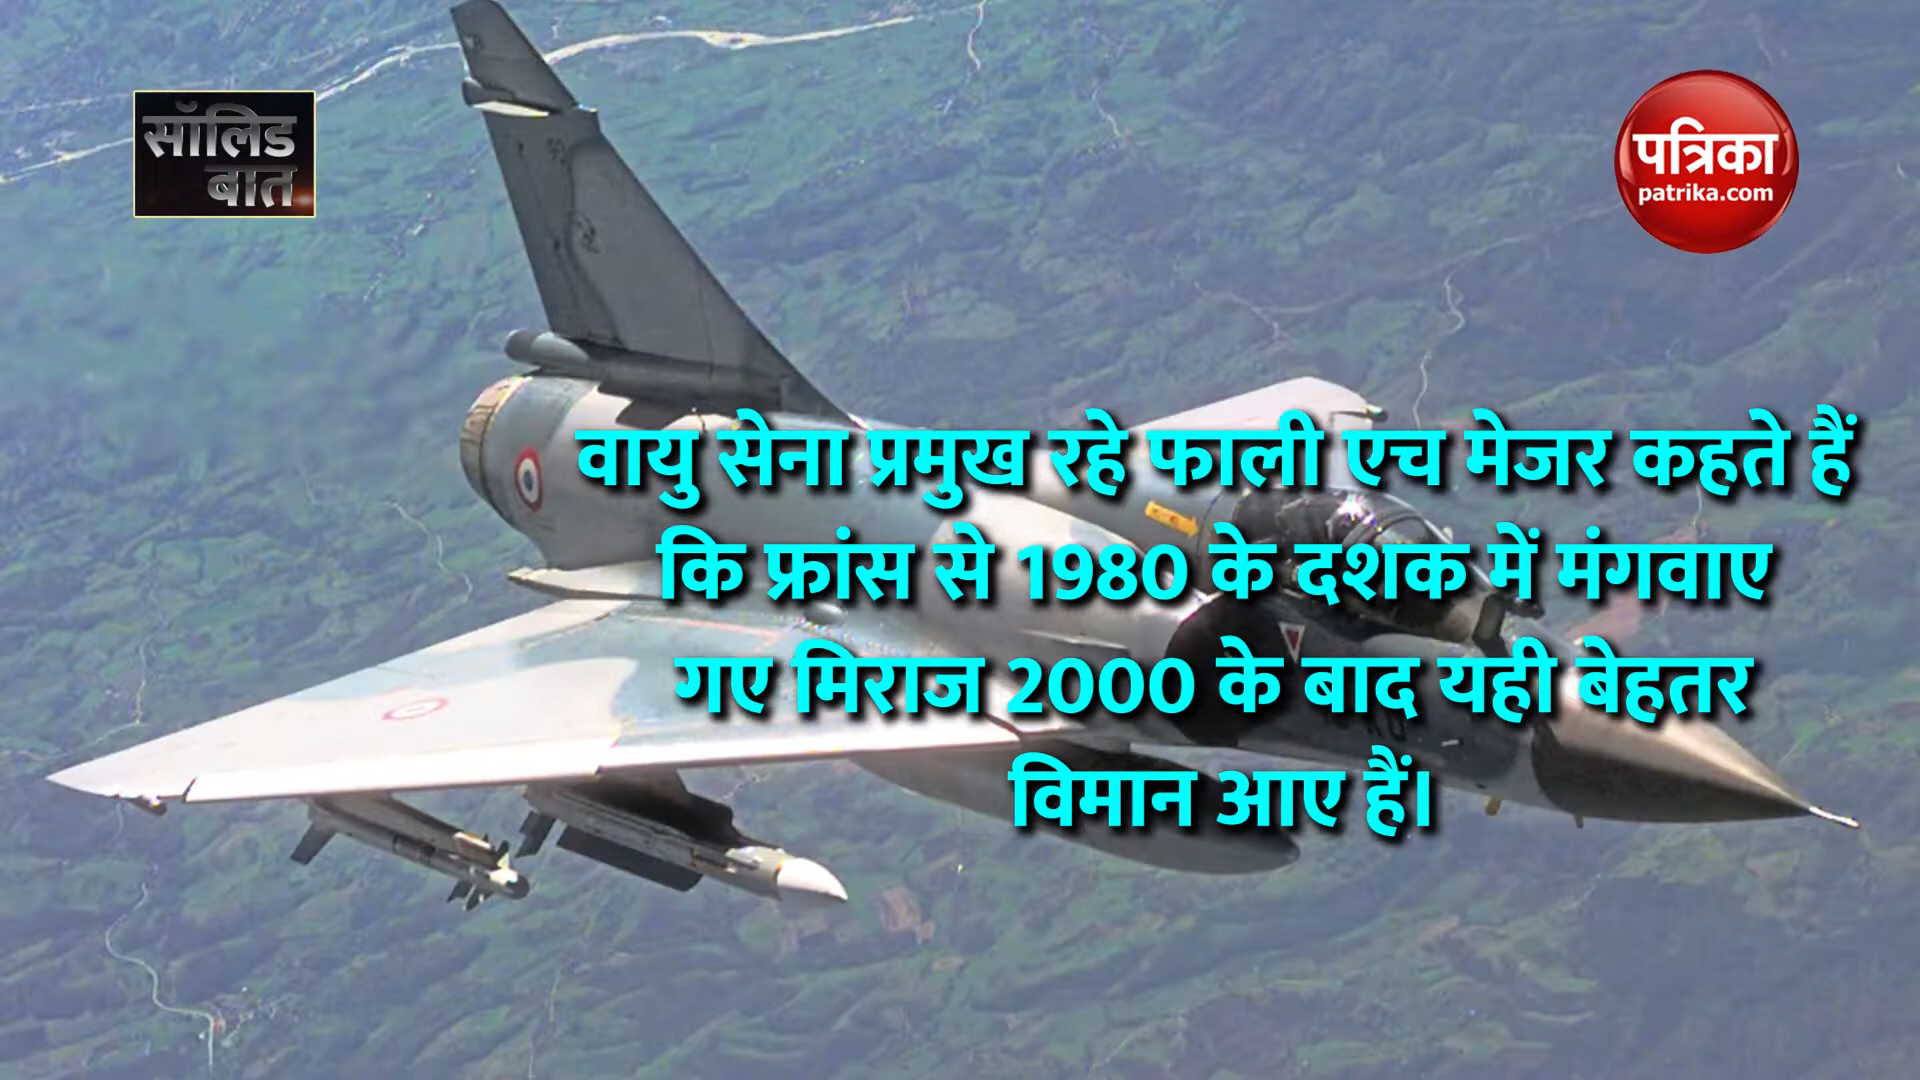 सॉलिड
बात
पत्रिका
patrika.com
वायु सेना प्रमुख रहे फाली एच मेजर कहते हैं
कि फ्रांस से 1980 के दशक में मंगवाए
गए मिराज 2000 के बाद यही बेहतर
विमान आए हैं।